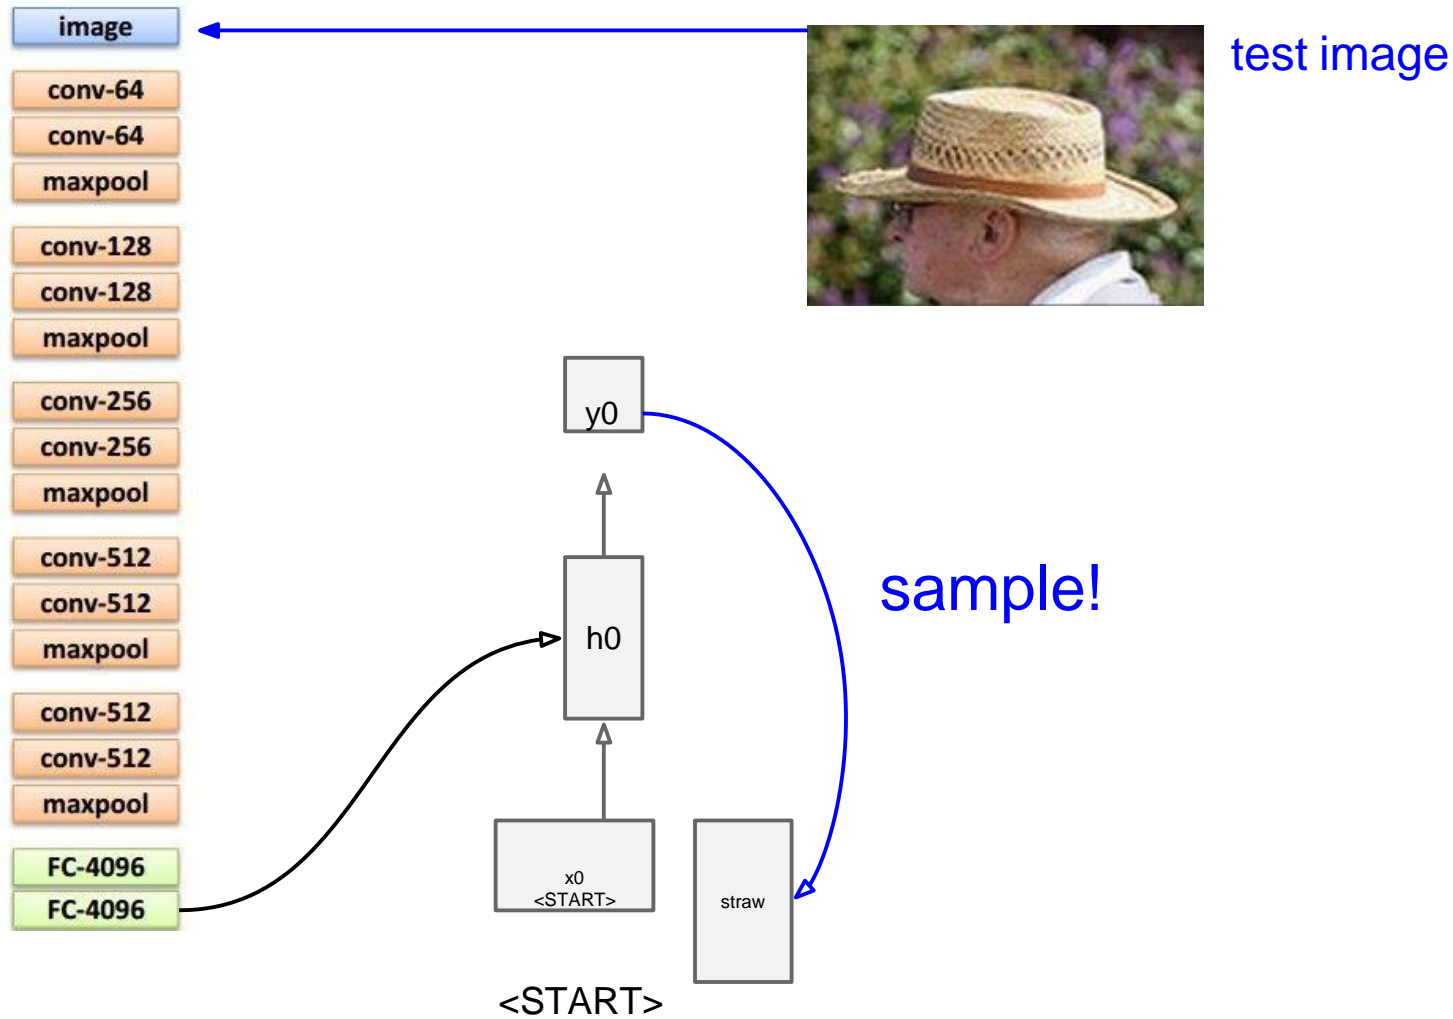 image
conv-64
conv-64
maxpool
conv-128
conv-128
maxpool
conv-256
conv-256
maxpool
conv-512
conv-512
maxpool
conv-512
conv-512
maxpool
FC-4096
FC-4096
test image
y0
sample!
h0
x0
<START>
straw
<START>